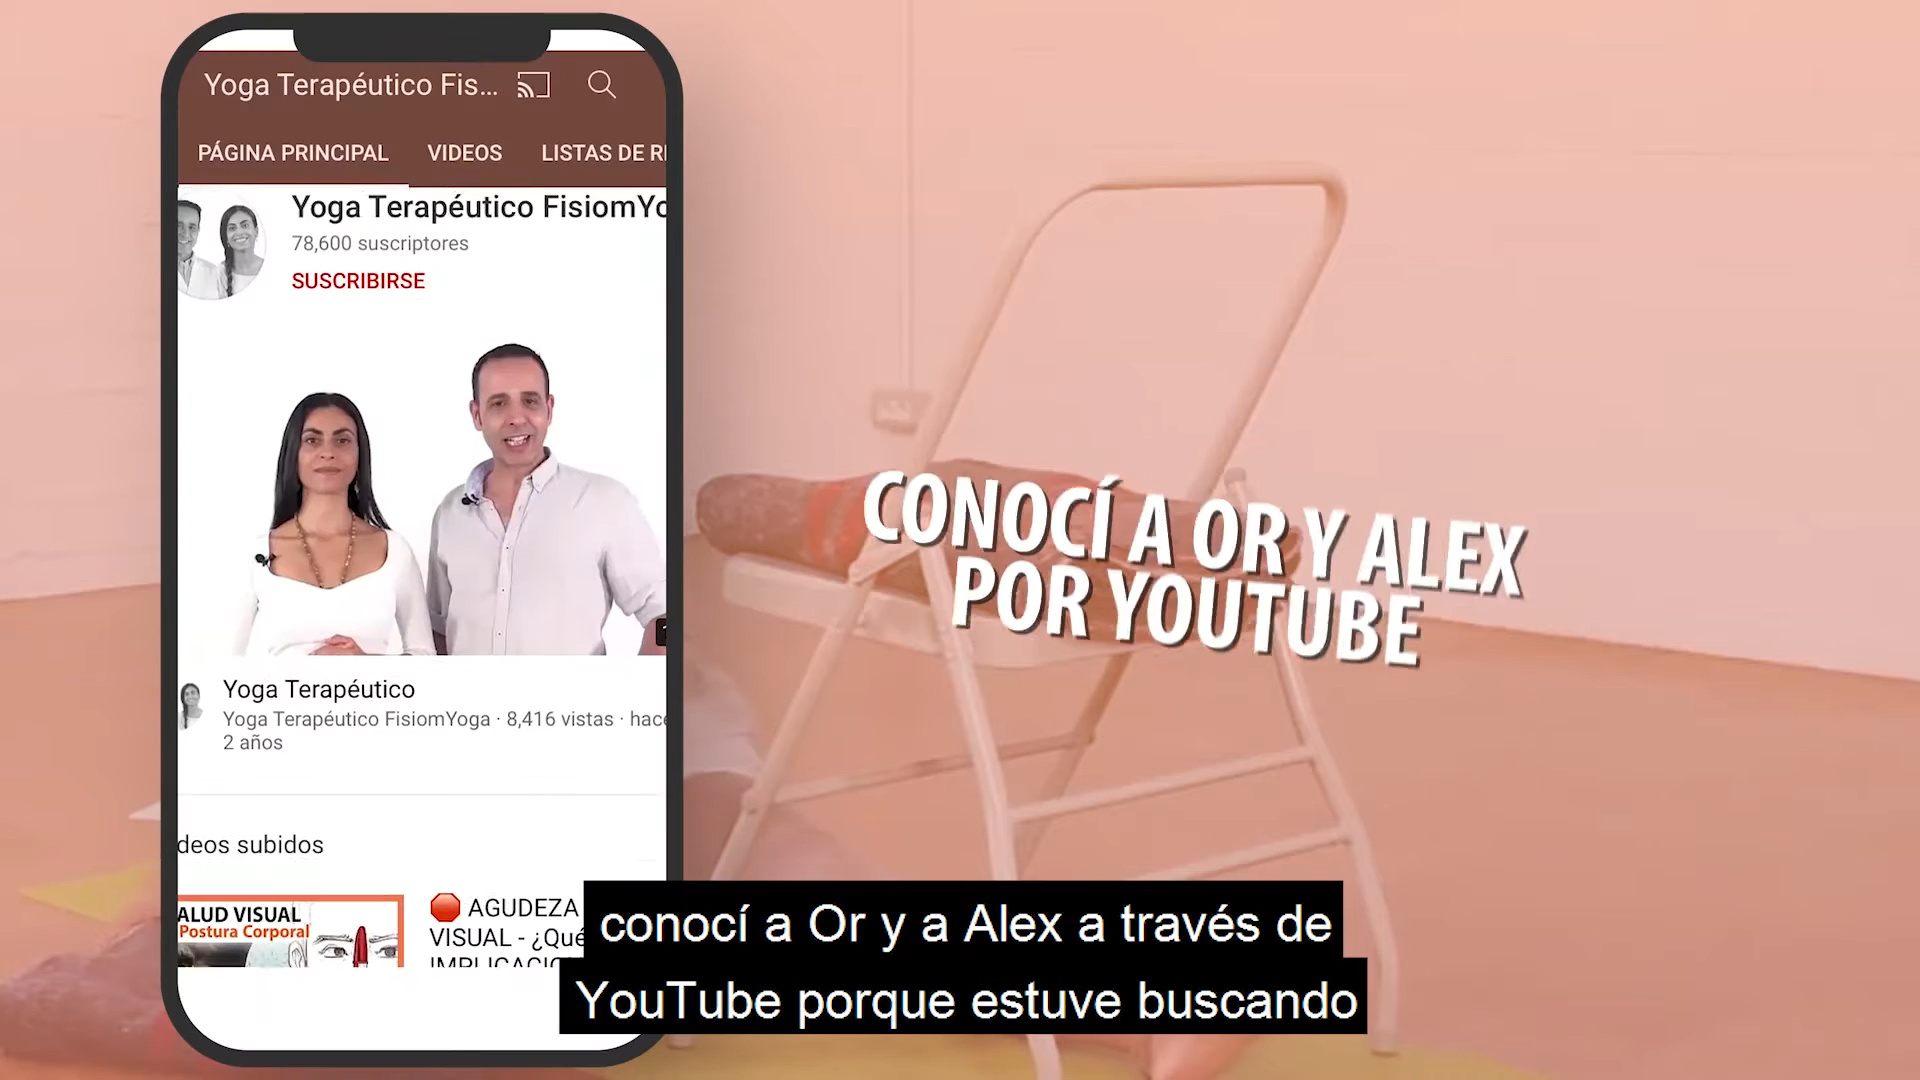 Yoga Terapéutico Fis...
PÁGINA PRINCIPAL VIDEOS LISTAS DE
Yoga Terapéutico FisiomYo
78,600 suscriptores
SUSCRIBIRSE
Yoga Terapéutico
Yoga Terapéutico FisiomYoga · 8,416 vistas · hace
2 años
deos subidos
ALUD VISUAL
Postura Corporal
🛑 AGUDEZA
VISUAL - ¿Qué
CONOCÍ A OR Y ALEX
POR YOUTUBE
conocí a Or y a Alex a través de
YouTube porque estuve buscando